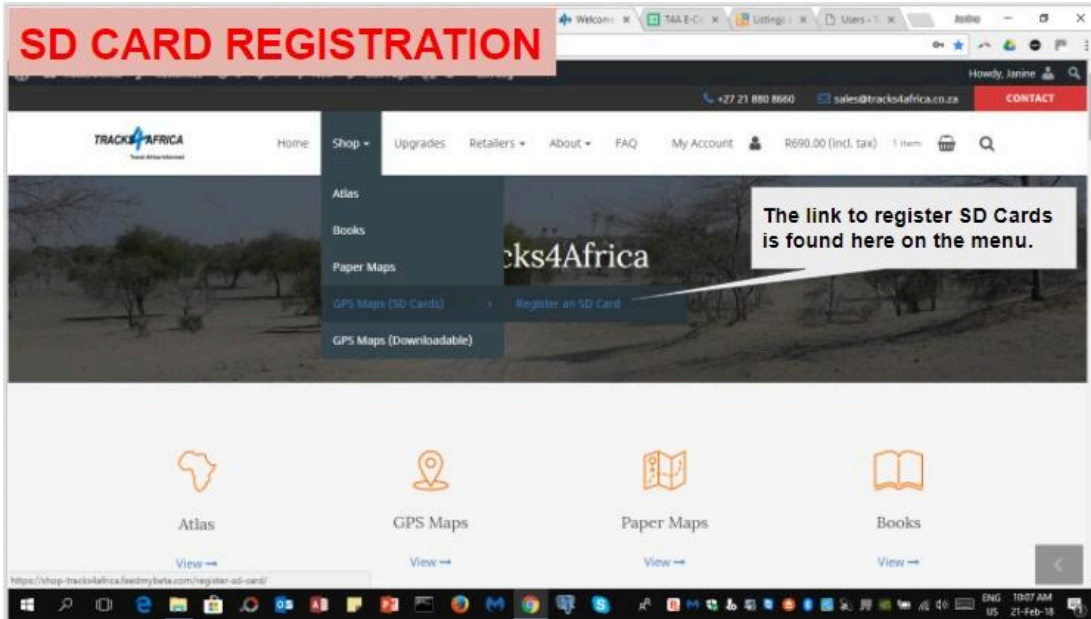 SD CARD REGISTRATION
Welcome
T4A E-C
Listings
Users
Howdy, Janine
+27 21 880 8660
sales@tracks4africa.co.za
CONTACT
TRACKS4AFRICA
Home
Shop
Upgrades
Retailers
About
FAQ
My Account
R690.00 (incl. tax)
1 item
Atlas
Books
Paper Maps
GPS Maps (SD Cards)
Register an SD Card
GPS Maps (Downloadable)
cks4Africa
The link to register SD Cards
is found here on the menu.
Atlas
GPS Maps
Paper Maps
Books
View→
View→
View→
View→
https://shop-tracks4africa.feedmybeta.com/register-sd-card/
ENG
US
10:07 AM
21-Feb-18